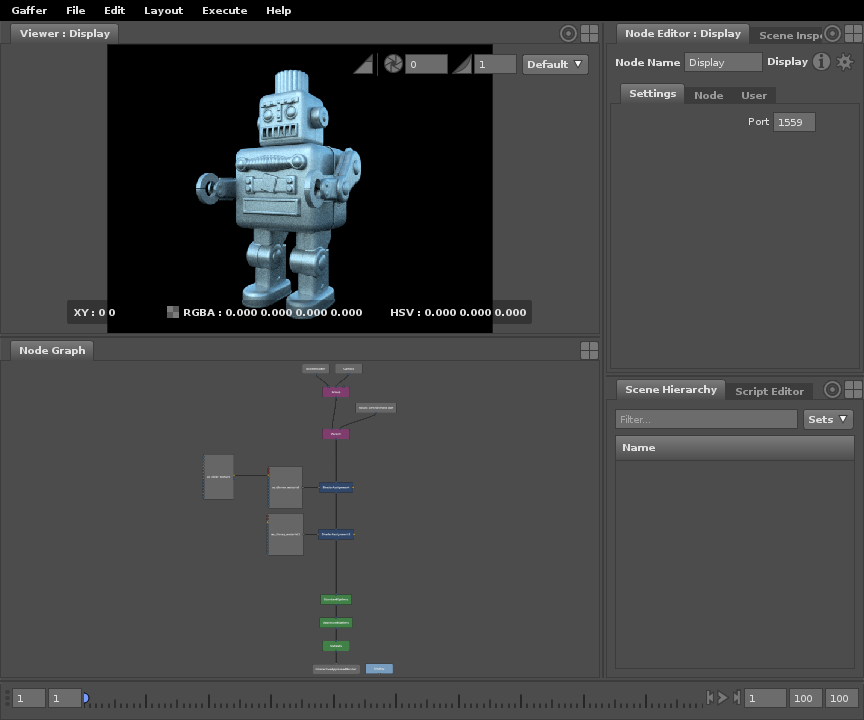 Gaffer File Edit Layout Execute Help
Viewer : Display
Node Editor : Display
Scene Inspe
0
1
Default
Node Name
Display
Display
Settings
Node
User
Port
1559
XY : 0 0
RGBA : 0.000 0.000 0.000 0.000
HSV : 0.000 0.000 0.000
Node Graph
Scene Hierarchy
Script Editor
Filter...
Sets
Name
1
1
1
100
100